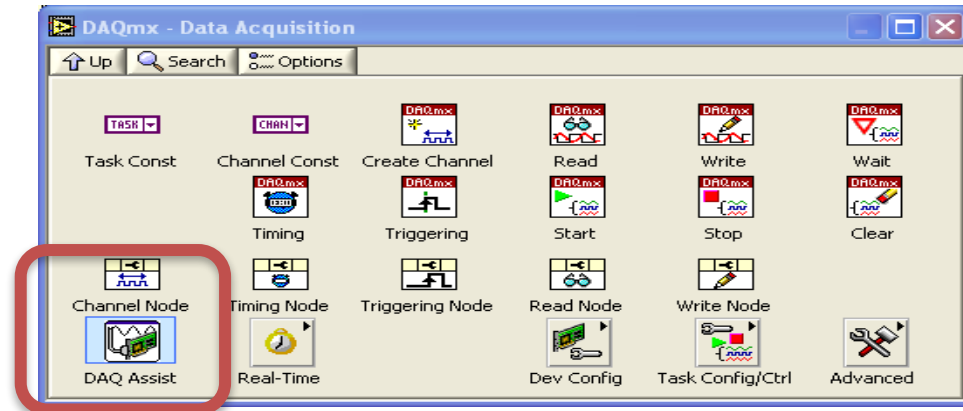 DAQmx - Data Acquisition
Up Search Options
TASK CHAN DAQmx DAQmx DAQmx DAQmx
Task Const Channel Const Create Channel Read Write Wait
DAQmx DAQmx DAQmx DAQmx DAQmx
Timing Triggering Start Stop Clear
Channel Node Timing Node Triggering Node Read Node Write Node
DAQ Assist Real-Time Dev Config Task Config/Ctrl Advanced